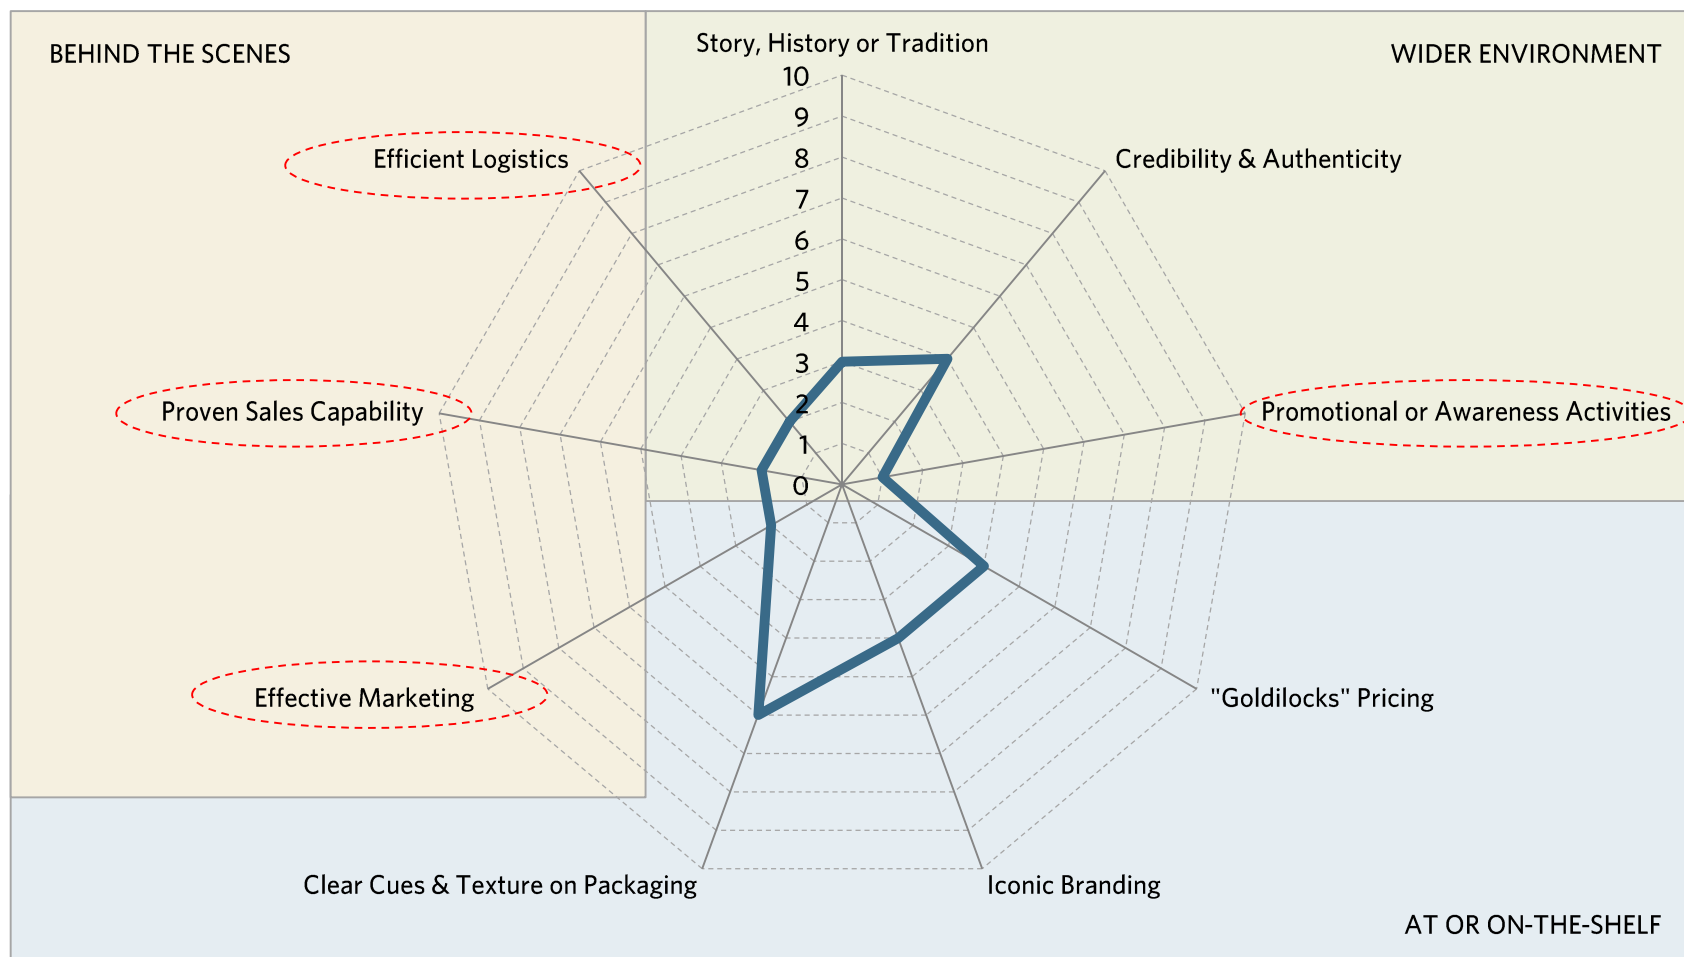 BEHIND THE SCENES
Story, History or Tradition
WIDER ENVIRONMENT
10
9
8
7
6
5
4
3
2
1
0
Efficient Logistics
Credibility & Authenticity
Proven Sales Capability
Promotional or Awareness Activities
Effective Marketing
"Goldilocks" Pricing
Clear Cues & Texture on Packaging
Iconic Branding
AT OR ON-THE-SHELF